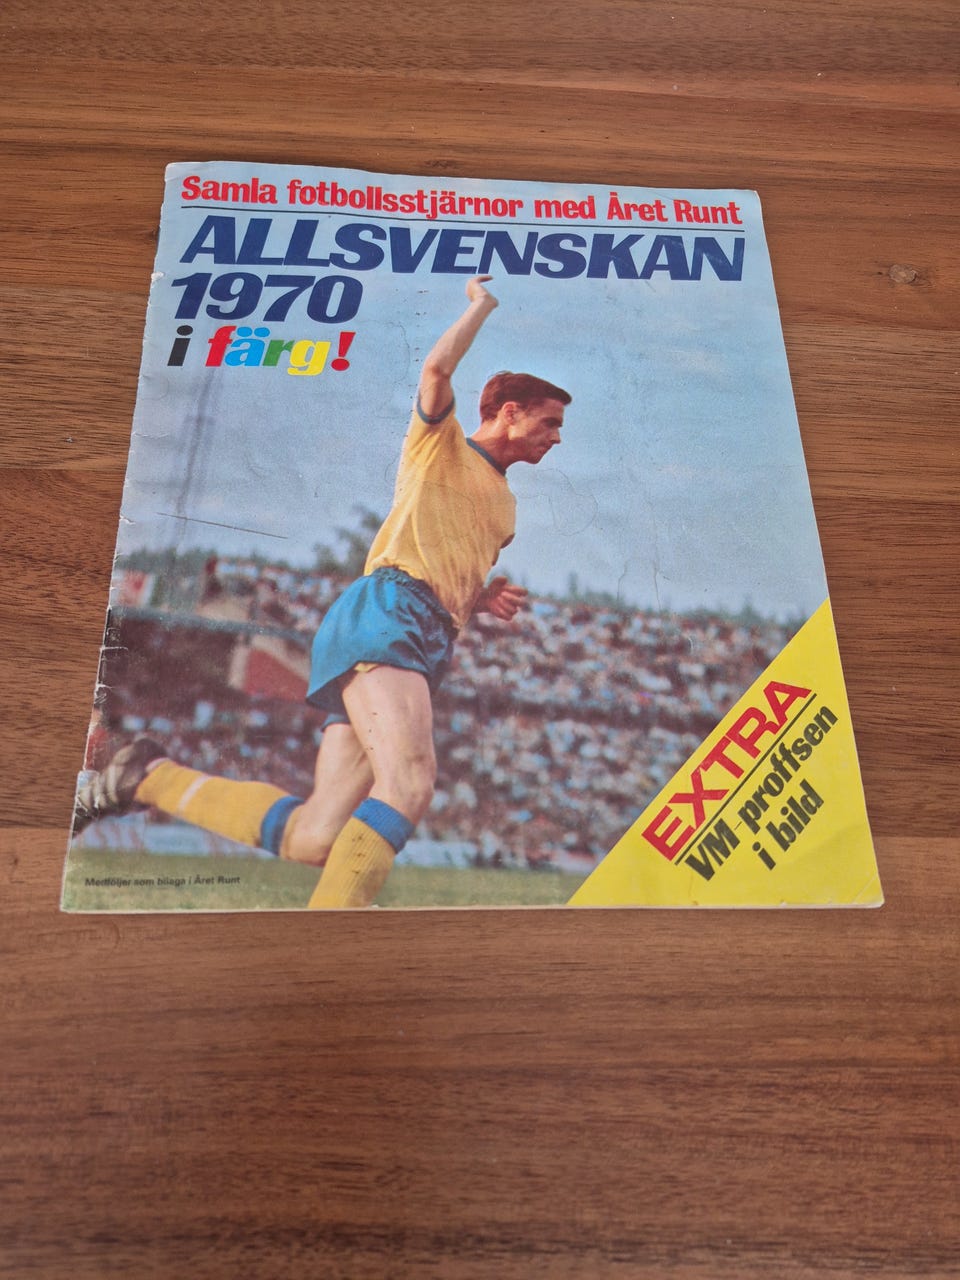 Samla fotbollsstjärnor med Året Runt
ALLSVENSKAN
1970
i färg!
EXTRA
VM-proffsen
i bild
Medföljer som bilaga i Året Runt